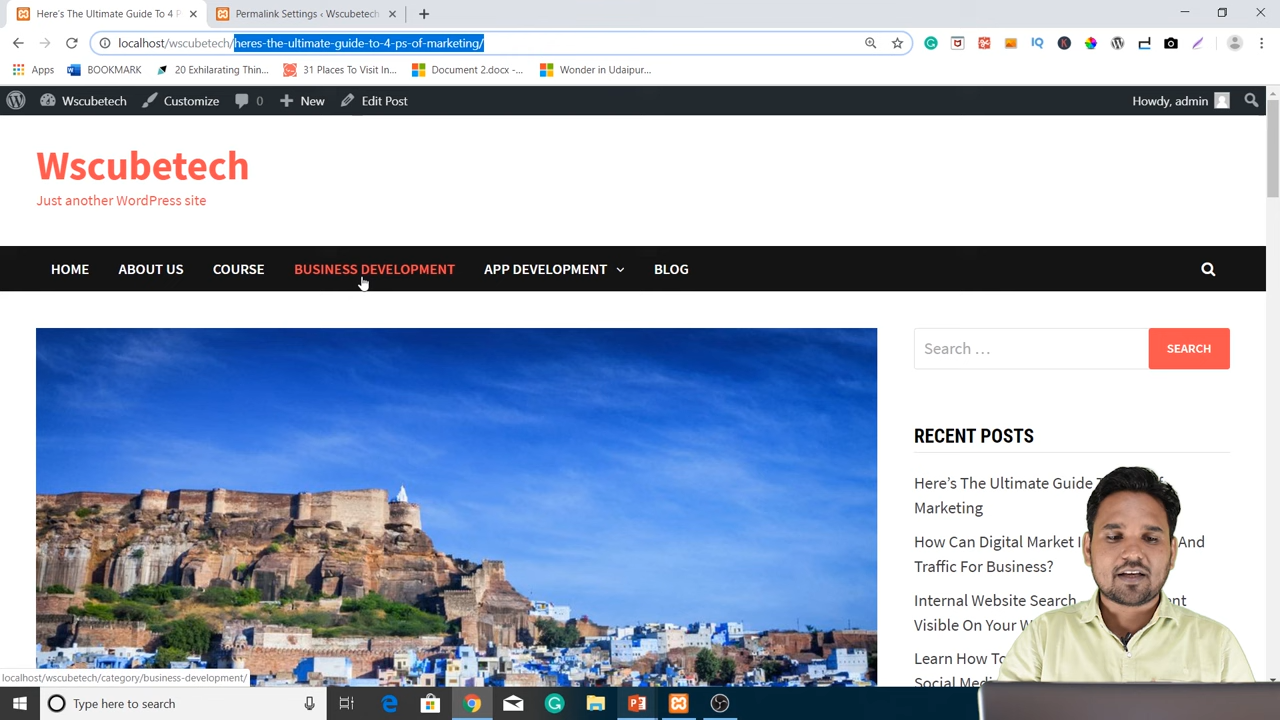 Here's The Ultimate Guide To 4 P
Permalink Settings ‹ Wscubetech
localhost/wscubetech/heres-the-ultimate-guide-to-4-ps-of-marketing/
Apps
BOOKMARK
20 Exhilarating Thin...
31 Places To Visit In...
Document 2.docx -...
Wonder in Udaipur...
Wscubetech
Customize
0
New
Edit Post
Howdy, admin
Wscubetech
Just another WordPress site
HOME
ABOUT US
COURSE
BUSINESS DEVELOPMENT
APP DEVELOPMENT
BLOG
Search …
SEARCH
RECENT POSTS
Here's The Ultimate Guide
Marketing
How Can Digital Market And
Traffic For Business?
Internal Website Search
Visible On Your
Learn How To
Social Med
localhost/wscubetech/category/business-development/
Type here to search